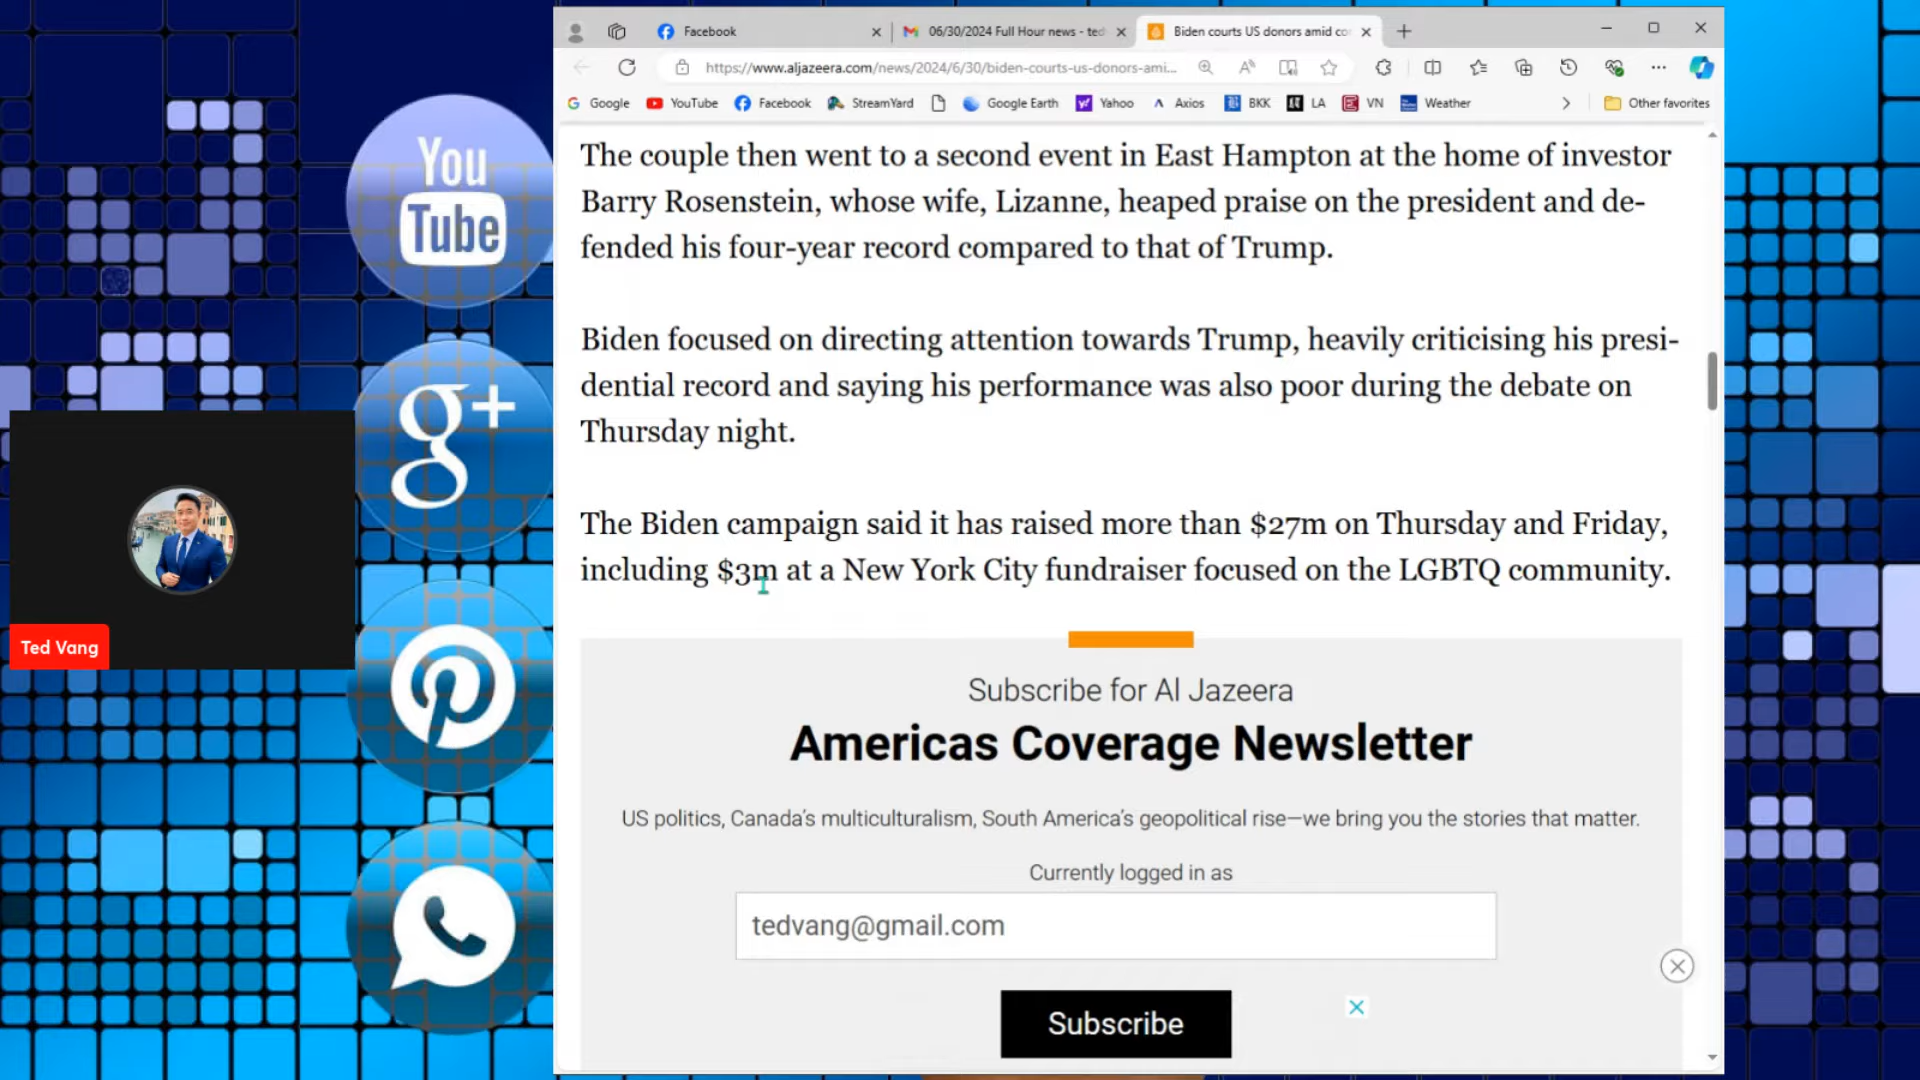 Facebook
06/30/2024 Full Hour news - ted
Biden courts US donors amid co
https://www.aljazeera.com/news/2024/6/30/biden-courts-us-donors-ami...
Google
YouTube
Facebook
StreamYard
Google Earth
Yahoo
Axios
BKK
LA
VN
Weather
Other favorites
The couple then went to a second event in East Hampton at the home of investor
Barry Rosenstein, whose wife, Lizanne, heaped praise on the president and de-
fended his four-year record compared to that of Trump.
Biden focused on directing attention towards Trump, heavily criticising his presi-
dential record and saying his performance was also poor during the debate on
Thursday night.
The Biden campaign said it has raised more than $27m on Thursday and Friday,
including $3m at a New York City fundraiser focused on the LGBTQ community.
Subscribe for Al Jazeera
Americas Coverage Newsletter
US politics, Canada's multiculturalism, South America's geopolitical rise—we bring you the stories that matter.
Currently logged in as
tedvang@gmail.com
Subscribe
You
Tube
g+
Ted Vang